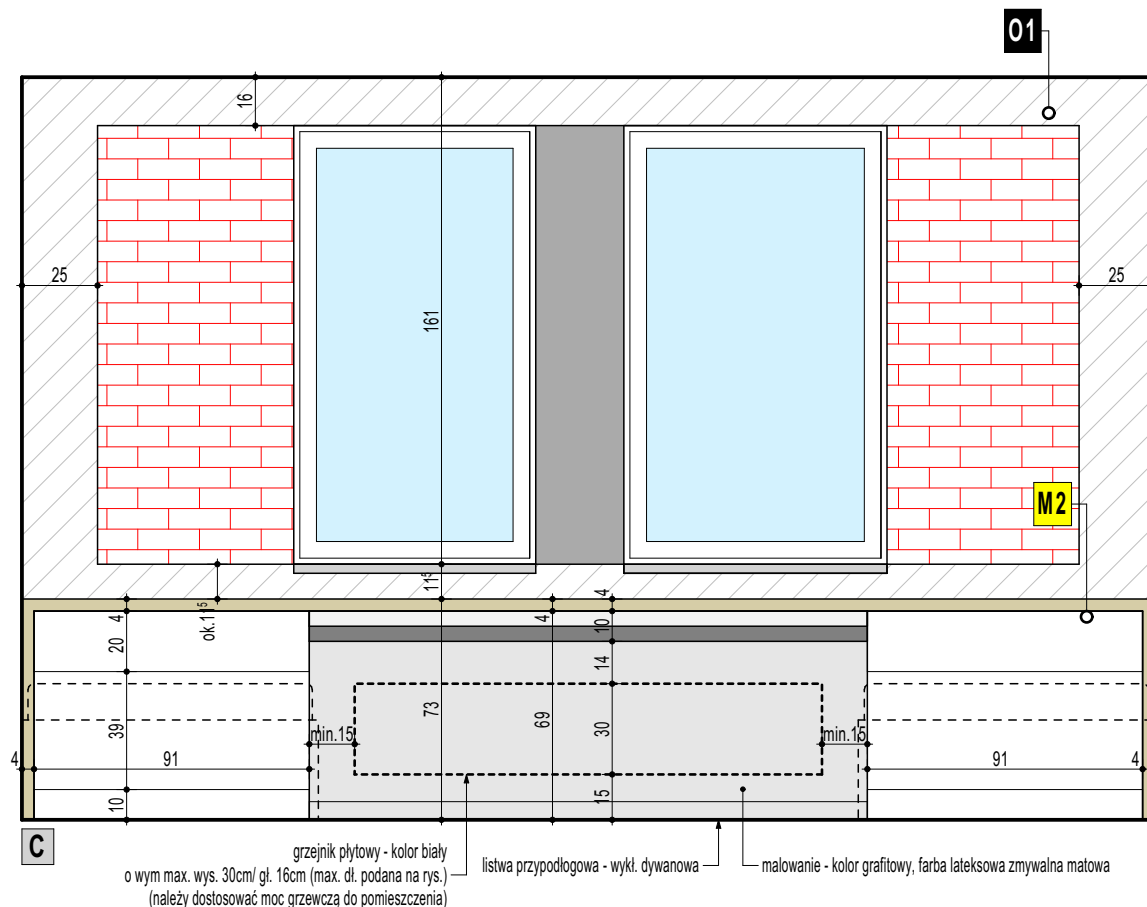 01
16
25
161
25
M2
11⁵
ok.11⁵
4
20
39
10
4
4
10
14
30
15
73
69
min.15
min.15
4
91
91
4
C
grzejnik płytowy - kolor biały
o wym max. wys. 30cm/ gł. 16cm (max. dł. podana na rys.)
(należy dostosować moc grzewczą do pomieszczenia)
listwa przypodłogowa - wykł. dywanowa
malowanie - kolor grafitowy, farba lateksowa zmywalna matowa